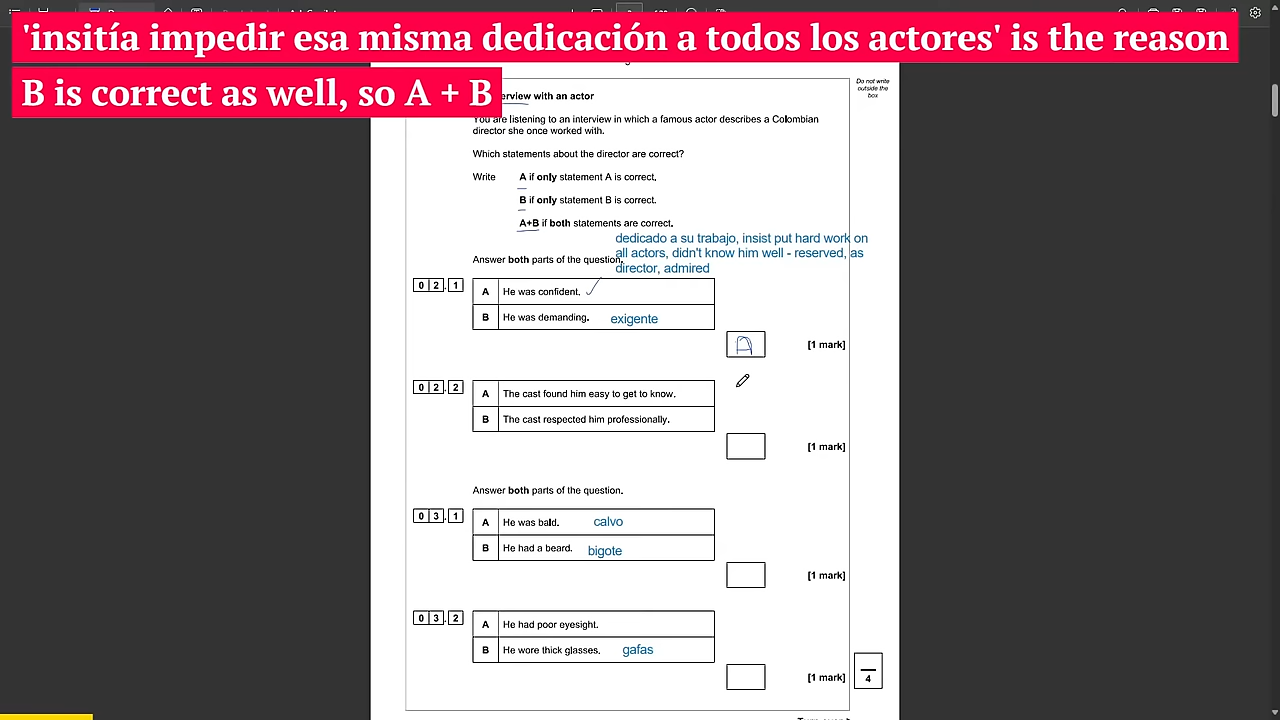 'insitía impedir esa misma dedicación a todos los actores' is the reason
B is correct as well, so A + B
Do not write
outside the
box
erview with an actor
You are listening to an interview in which a famous actor describes a Colombian
director she once worked with.
Which statements about the director are correct?
Write A if only statement A is correct.
B if only statement B is correct.
A+B if both statements are correct.
dedicado a su trabajo, insist put hard work on
all actors, didn't know him well - reserved, as
director, admired
Answer both parts of the question.
0 2 . 1
A He was confident.
B He was demanding. exigente
A [1 mark]
0 2 . 2
A The cast found him easy to get to know.
B The cast respected him professionally.
[1 mark]
Answer both parts of the question.
0 3 . 1
A He was bald. calvo
B He had a beard. bigote
[1 mark]
0 3 . 2
A He had poor eyesight.
B He wore thick glasses. gafas
[1 mark]
4